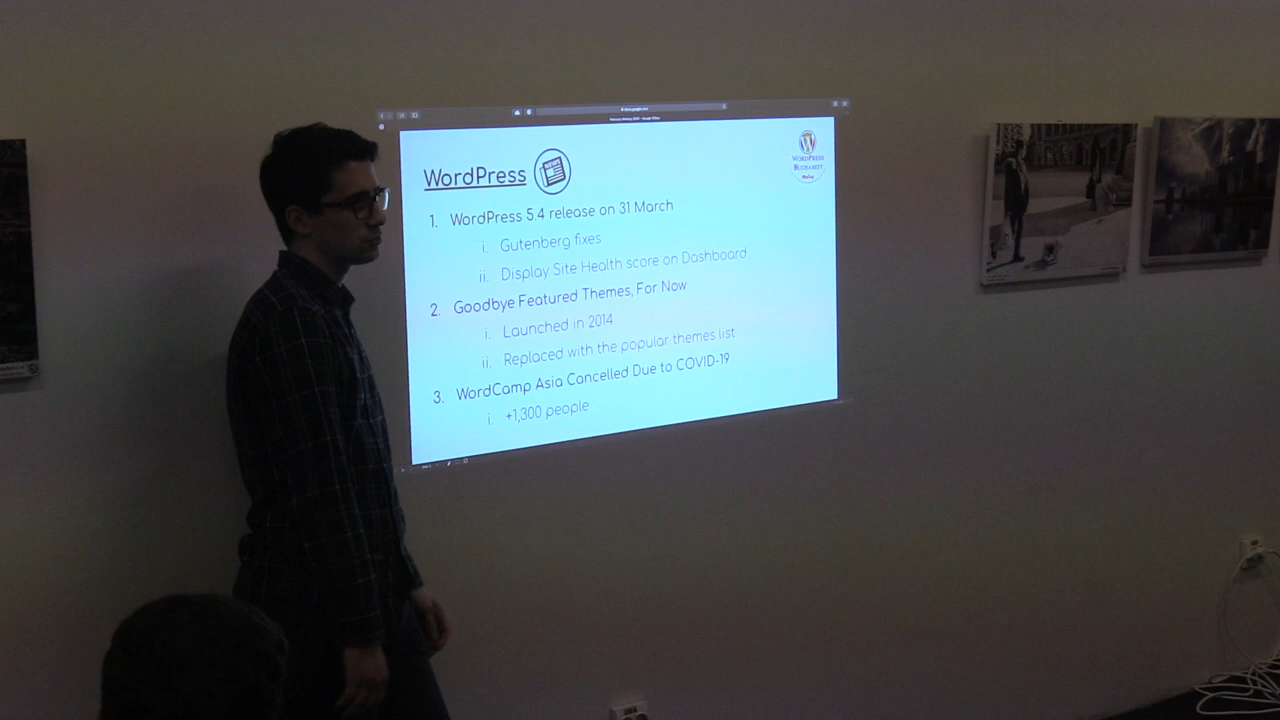 WordPress
NEWS
WORDPRESS
BUCHAREST
MeetUp
1. WordPress 5.4 release on 31 March
i. Gutenberg fixes
ii. Display Site Health score on Dashboard
2. Goodbye Featured Themes, For Now
i. Launched in 2014
ii. Replaced with the popular themes list
3. WordCamp Asia Cancelled Due to COVID-19
i. +1,300 people